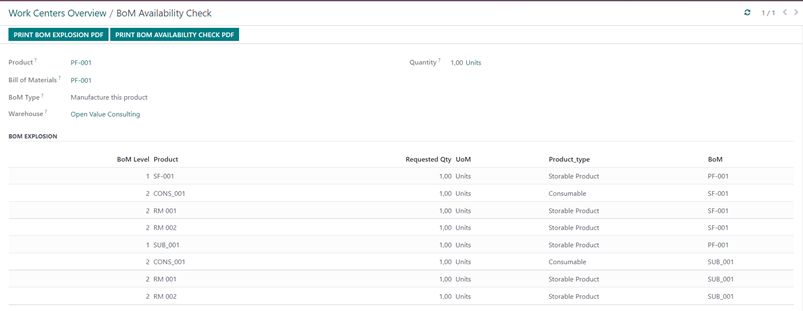 Work Centers Overview / BoM Availability Check
1 / 1
PRINT BOM EXPLOSION PDF PRINT BOM AVAILABILITY CHECK PDF
Product ? PF-001 Quantity ? 1,00 Units
Bill of Materials ? PF-001
BoM Type ? Manufacture this product
Warehouse ? Open Value Consulting
BOM EXPLOSION
BoM Level Product Requested Qty UoM Product_type BoM
1 SF-001 1,00 Units Storable Product PF-001
2 CONS_001 1,00 Units Consumable SF-001
2 RM 001 1,00 Units Storable Product SF-001
2 RM 002 1,00 Units Storable Product SF-001
1 SUB_001 1,00 Units Storable Product PF-001
2 CONS_001 1,00 Units Consumable SUB_001
2 RM 001 1,00 Units Storable Product SUB_001
2 RM 002 1,00 Units Storable Product SUB_001